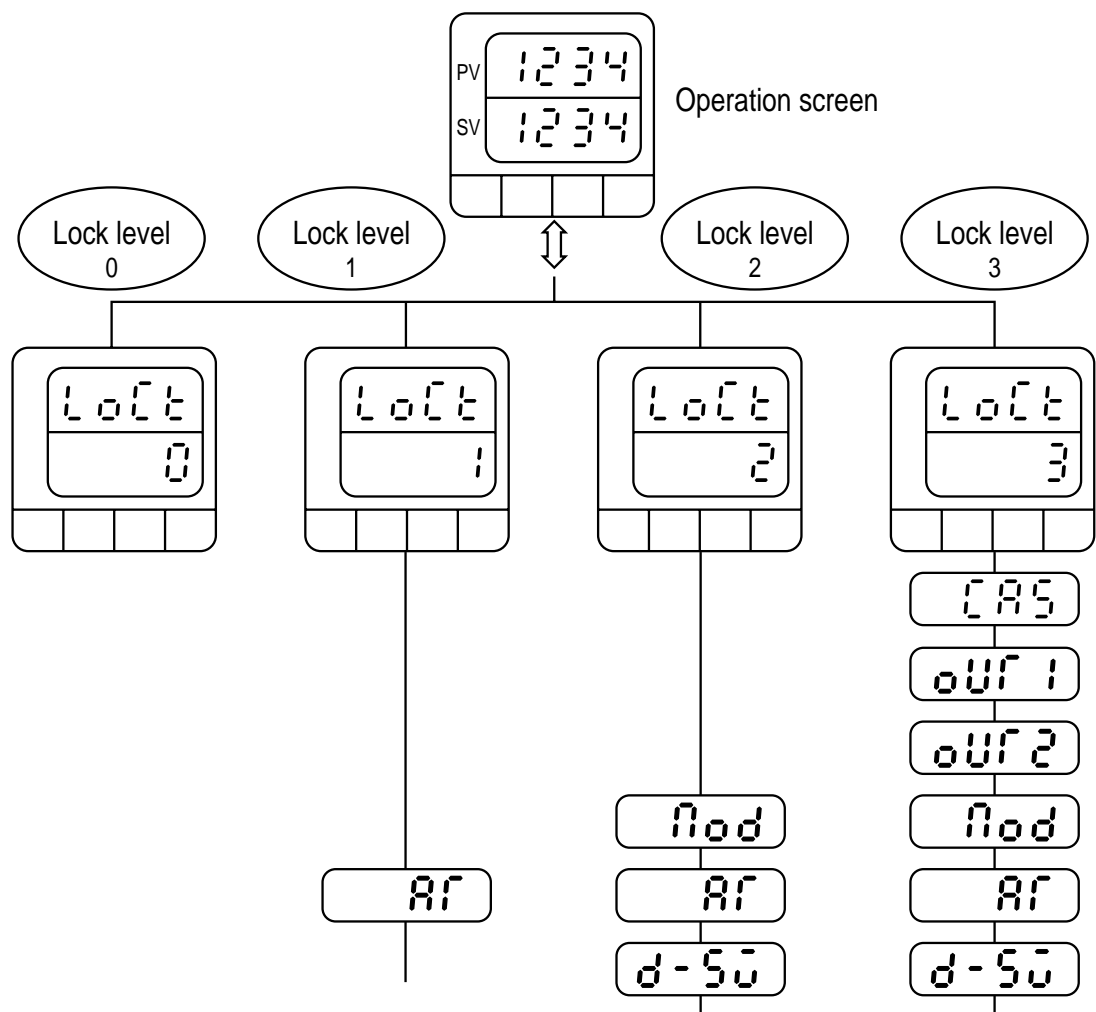 PV 1234
SV 1234
Operation screen
Lock level
0
Lock level
1
Lock level
2
Lock level
3
LoCt
0
LoCt
1
LoCt
2
LoCt
3
CAS
oUT1
oUT2
Mod
Mod
AT
AT
AT
d-Sv
d-Sv